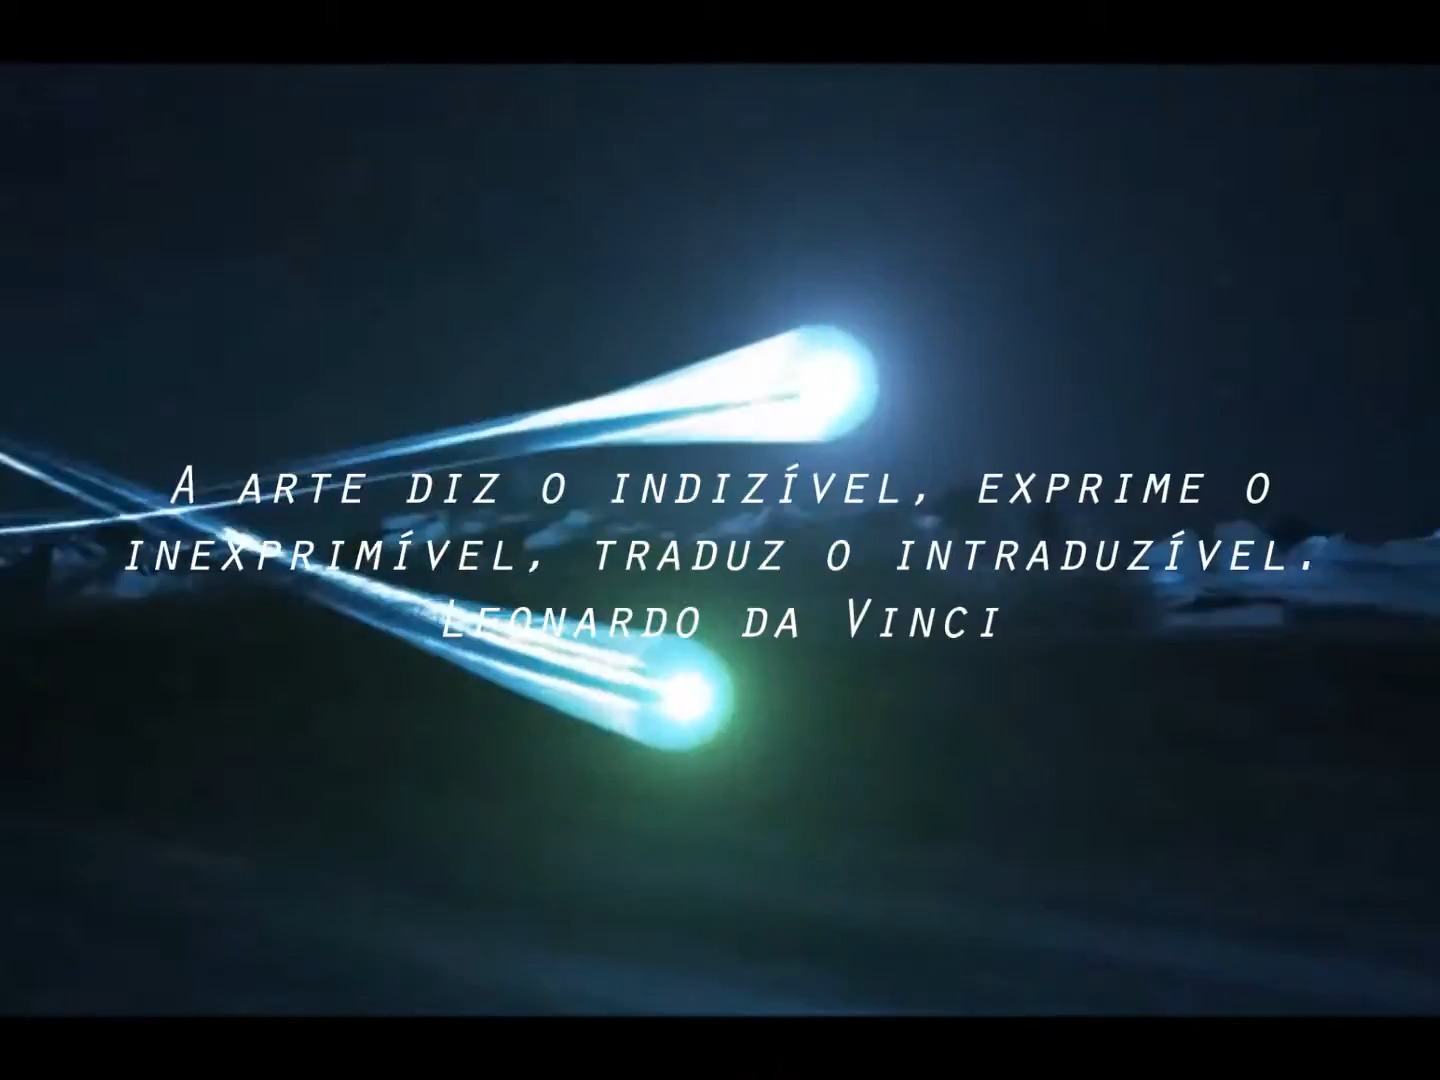 A arte diz o indizível, exprime o
inexprimível, traduz o intraduzível.
Leonardo da Vinci